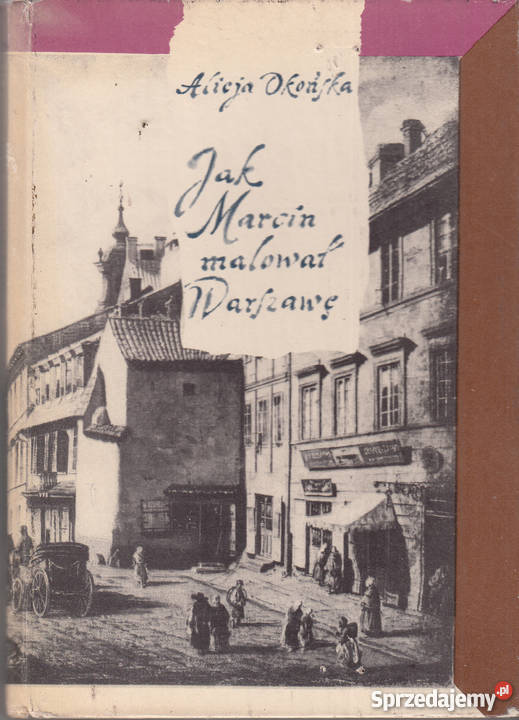 Alicja Okońska
Jak
Marcin
malował
Warszawę
Sprzedajemy.pl